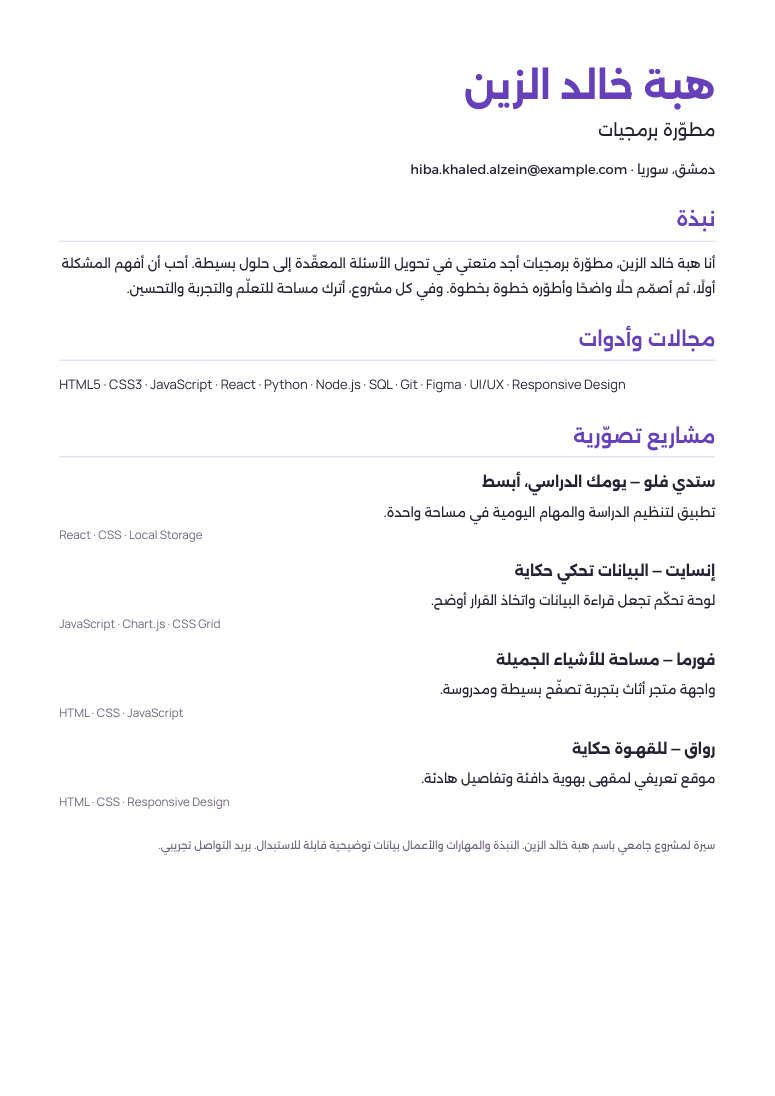 هبة خالد الزين
مطوّرة برمجيات
دمشق، سوريا · hiba.khaled.alzein@example.com
نبذة
أنا هبة خالد الزين، مطوّرة برمجيات أجد متعتي في تحويل الأسئلة المعقّدة إلى حلول بسيطة. أحب أن أفهم المشكلة
أولًا، ثم أصمّم حلًا واضحًا وأطوّره خطوة بخطوة. وفي كل مشروع، أترك مساحة للتعلّم والتجربة والتحسين.
مجالات وأدوات
HTML5 · CSS3 · JavaScript · React · Python · Node.js · SQL · Git · Figma · UI/UX · Responsive Design
مشاريع تصوّرية
ستدي فلو — يومك الدراسي، أبسط
تطبيق لتنظيم الدراسة والمهام اليومية في مساحة واحدة.
React · CSS · Local Storage
إنسايت — البيانات تحكي حكاية
لوحة تحكّم تجعل قراءة البيانات واتخاذ القرار أوضح.
JavaScript · Chart.js · CSS Grid
فورما — مساحة للأشياء الجميلة
واجهة متجر أثاث بتجربة تصفّح بسيطة ومدروسة.
HTML · CSS · JavaScript
رواق — للقهوة حكاية
موقع تعريفي لمقهى بهوية دافئة وتفاصيل هادئة.
HTML · CSS · Responsive Design
سيرة لمشروع جامعي باسم هبة خالد الزين. النبذة والمهارات والأعمال بيانات توضيحية قابلة للاستبدال. بريد التواصل تجريبي.